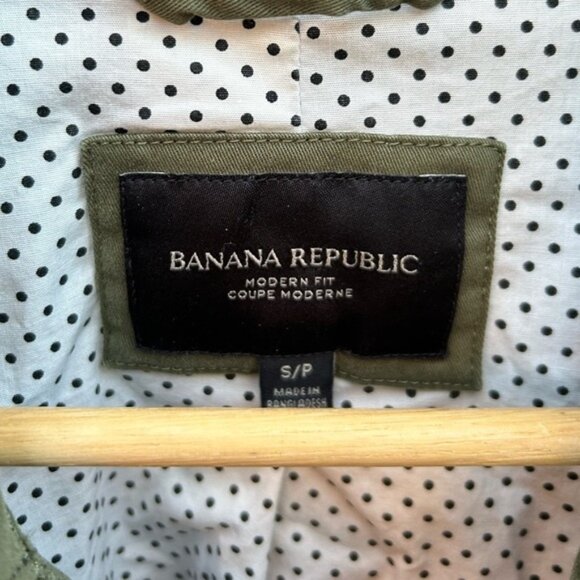 BANANA REPUBLIC
MODERN FIT
COUPE MODERNE
S/P
MADE IN
BANGLADESH